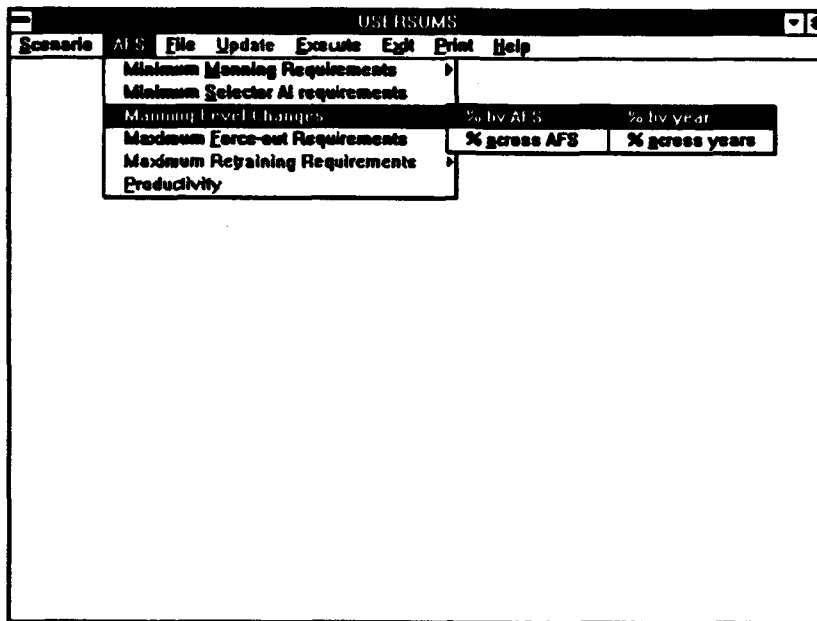 USERSUMS
Scenario AFS File Update Execute Exit Print Help
Minimum Manning Requirements
Minimum Selector AI requirements
Manning Level Changes % by AFS % by year
Maximum Force-out Requirements % across AFS % across years
Maximum Retraining Requirements
Productivity